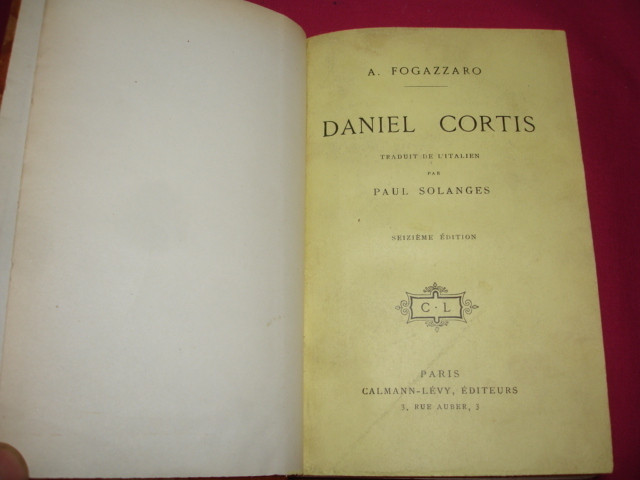 A. FOGAZZARO
DANIEL CORTIS
TRADUIT DE L'ITALIEN
PAR
PAUL SOLANGES
SEIZIÈME ÉDITION
C · L
PARIS
CALMANN-LÉVY, ÉDITEURS
3, RUE AUBER, 3